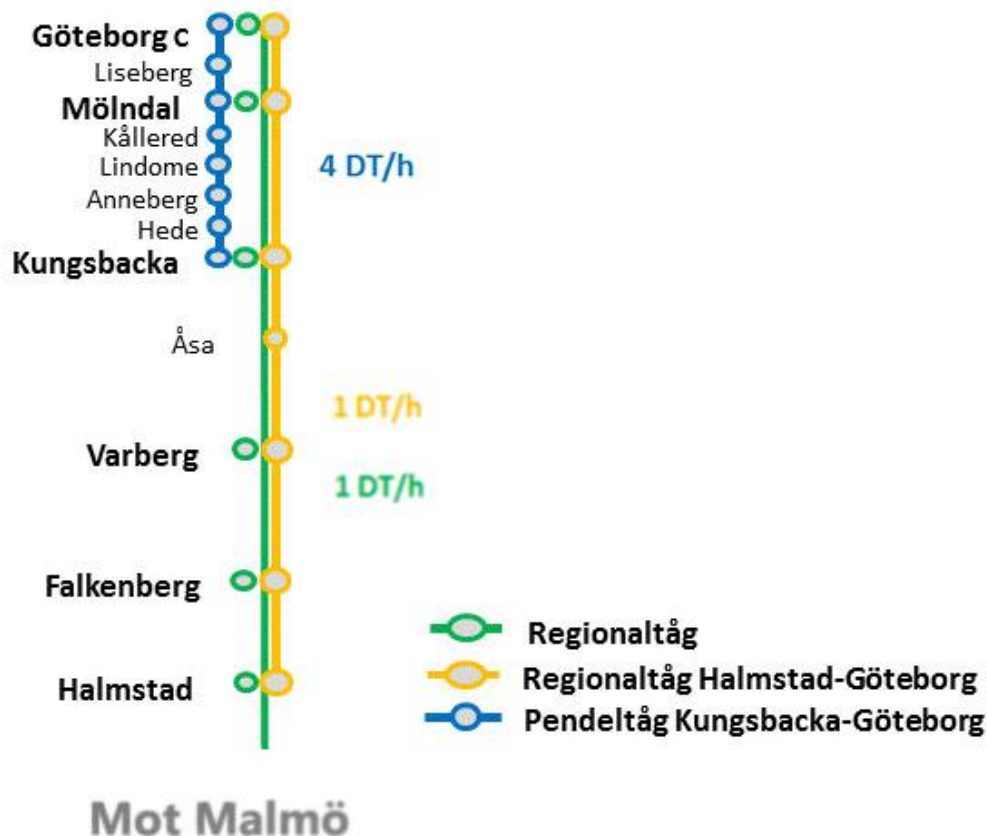 Göteborg C
Liseberg
Mölndal
Kållered
Lindome
4 DT/h
Anneberg
Hede
Kungsbacka
Åsa
1 DT/h
Varberg
1 DT/h
Falkenberg
Regionaltåg
Regionaltåg Halmstad-Göteborg
Halmstad
Pendeltåg Kungsbacka-Göteborg
Mot Malmö